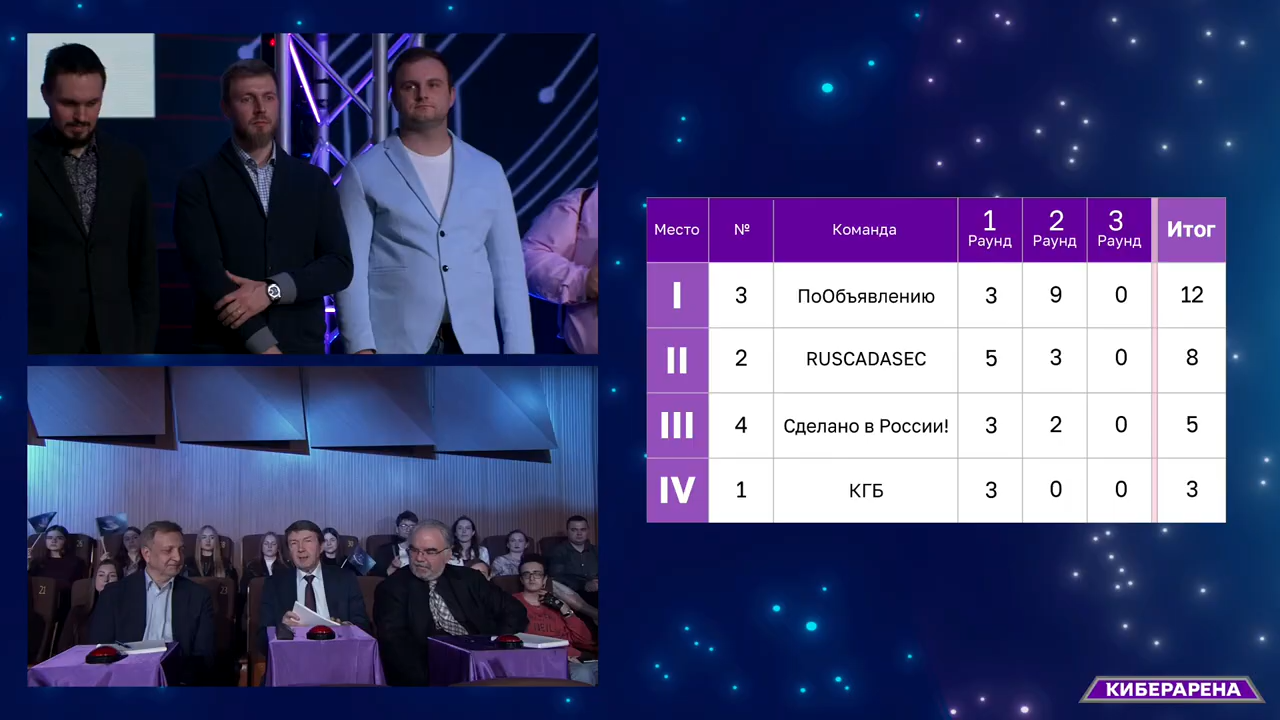 Место № Команда 1 Раунд 2 Раунд 3 Раунд Итог
I 3 ПоОбъявлению 3 9 0 12
II 2 RUSCADASEC 5 3 0 8
III 4 Сделано в России! 3 2 0 5
IV 1 КГБ 3 0 0 3
21 23
КИБЕРАРЕНА